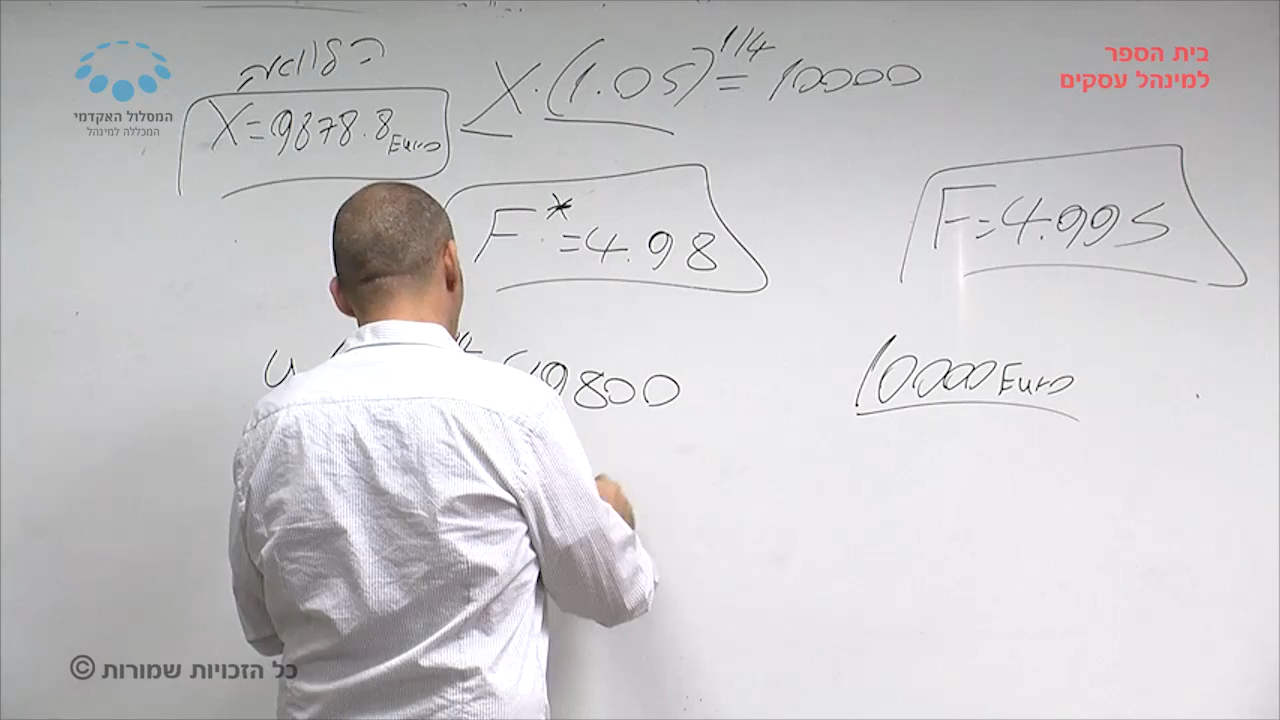 בית הספר
למינהל עסקים
המסלול האקדמי
המכללה למינהל
הלוואה
X·(1.05)^1/4 = 10000
X=9878.8 Euro
F*=4.98
F=4.995
9800
10000 Euro
כל הזכויות שמורות ©